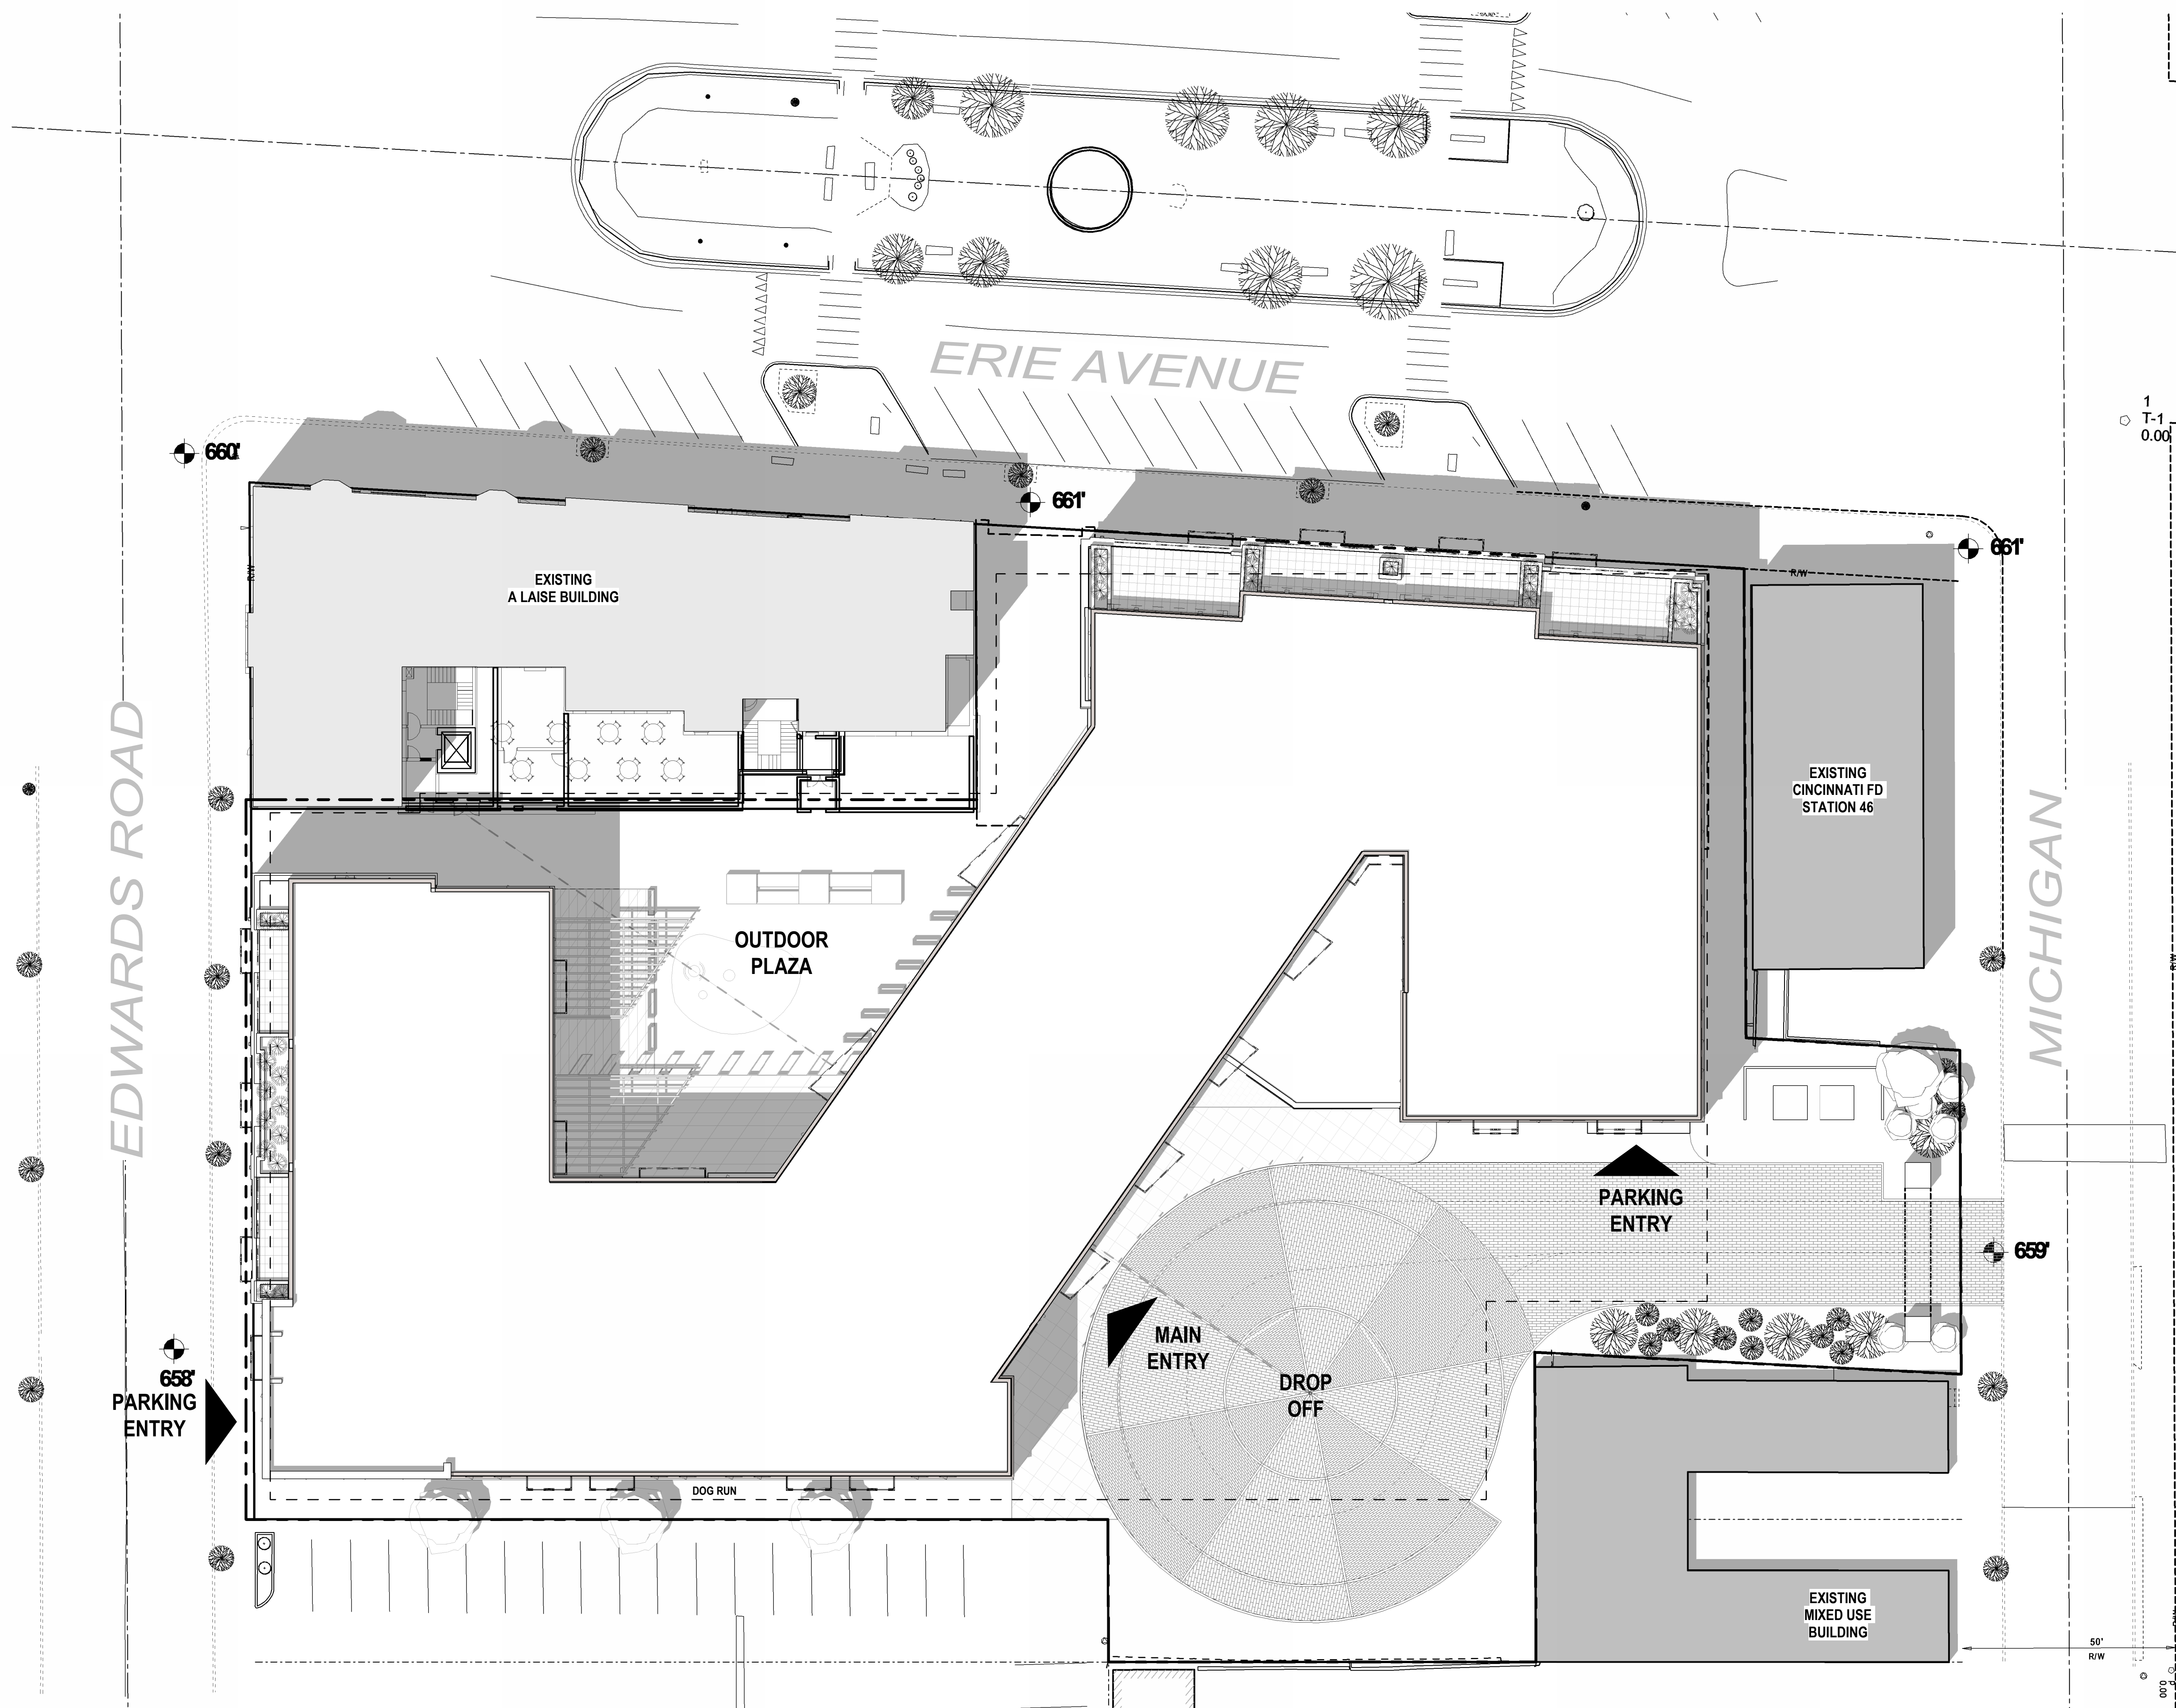 ERIE AVENUE
1
T-1
0.00
660'
661'
661'
R/W
R/W
EXISTING
A LAISE BUILDING
EXISTING
CINCINNATI FD
STATION 46
EDWARDS ROAD
MICHIGAN
R/W
OUTDOOR
PLAZA
PARKING
ENTRY
659'
MAIN
ENTRY
DROP
OFF
658'
PARKING
ENTRY
DOG RUN
EXISTING
MIXED USE
BUILDING
50'
R/W
0.00